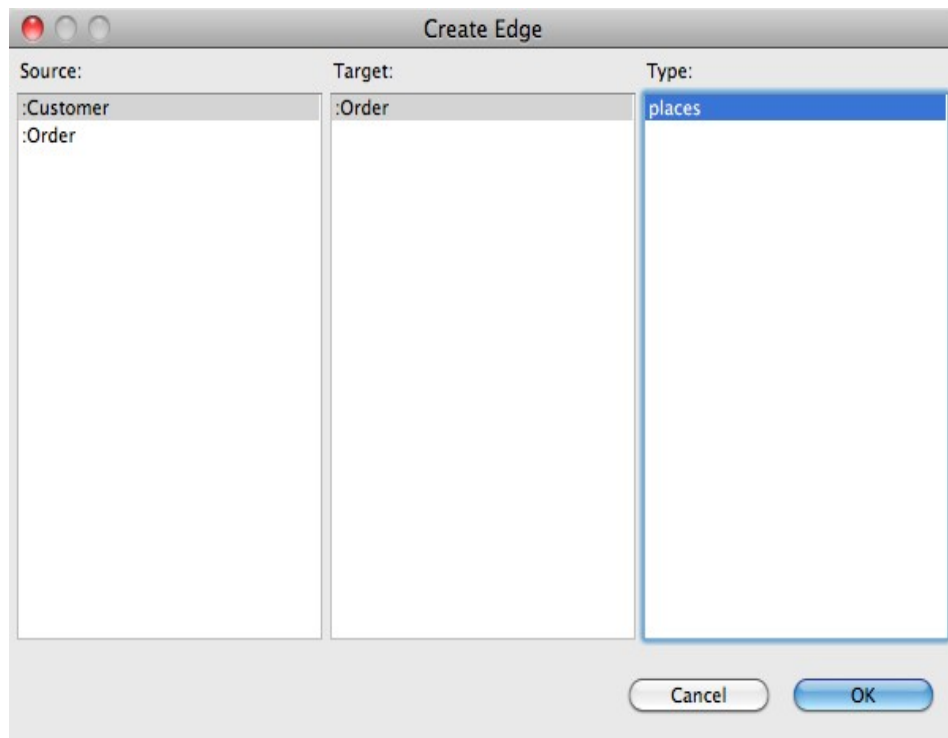 Create Edge
Source: Target: Type:
:Customer :Order places
:Order
Cancel OK